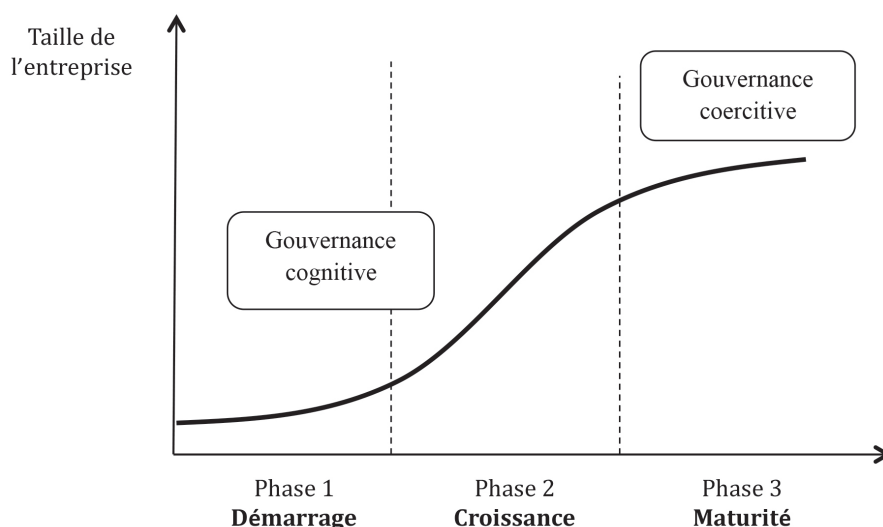 Taille de
l'entreprise
Gouvernance
coercitive
Gouvernance
cognitive
Phase 1
Démarrage
Phase 2
Croissance
Phase 3
Maturité